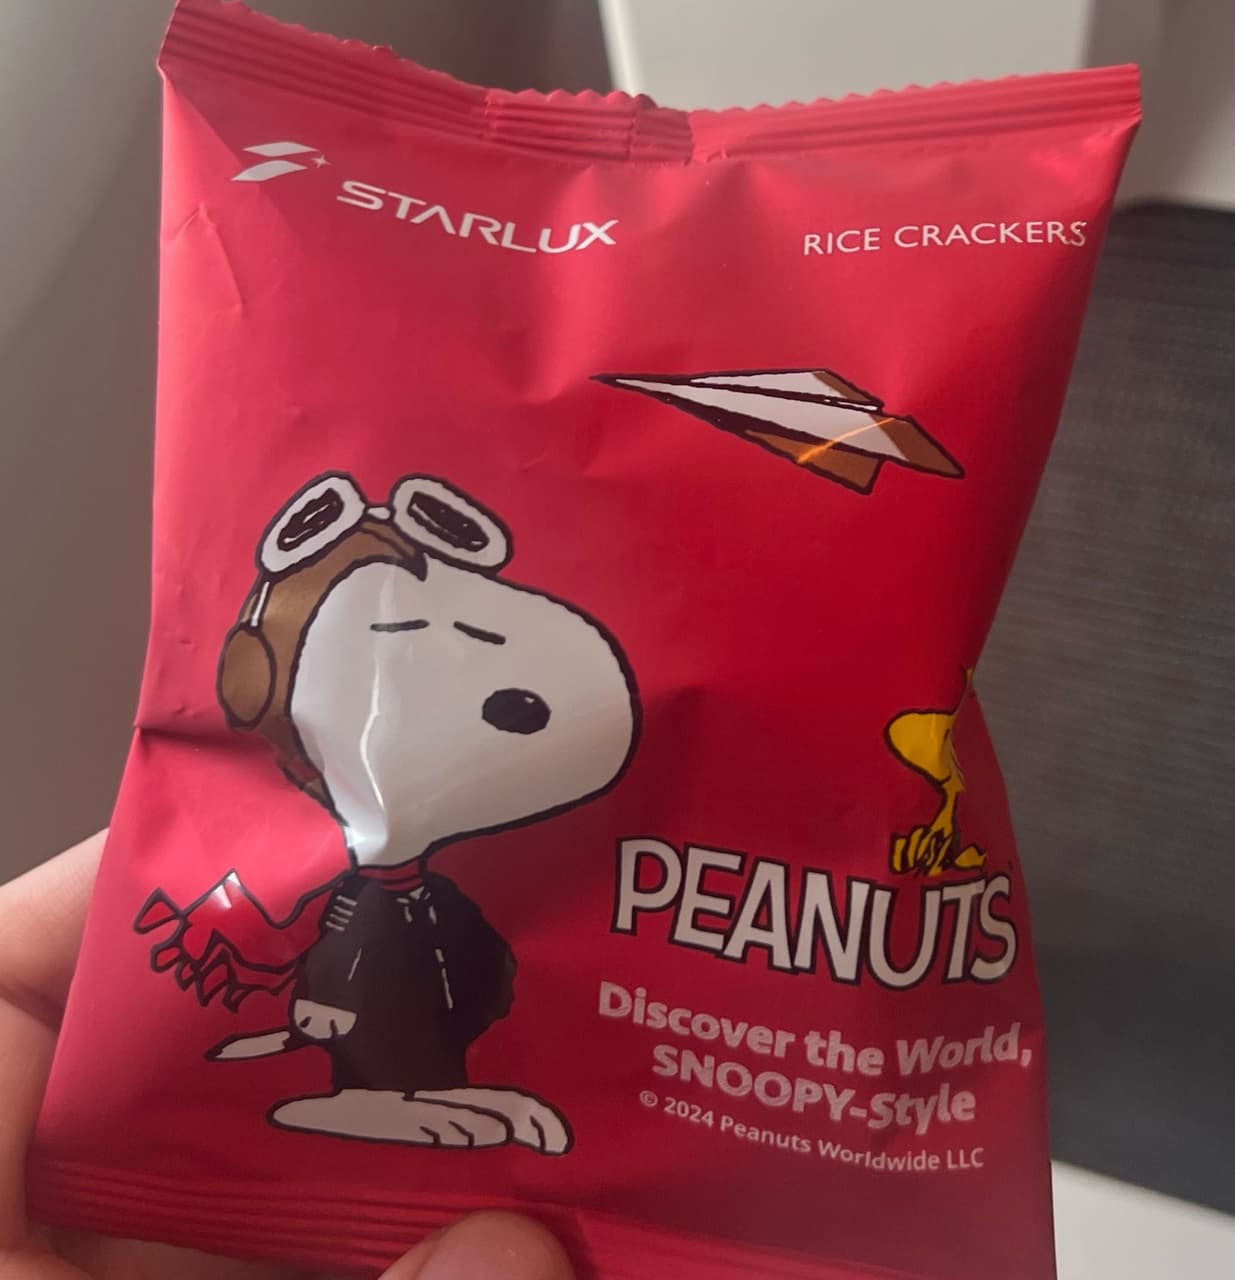 STARLUX
RICE CRACKERS
PEANUTS
Discover the World,
SNOOPY-Style
© 2024 Peanuts Worldwide LLC